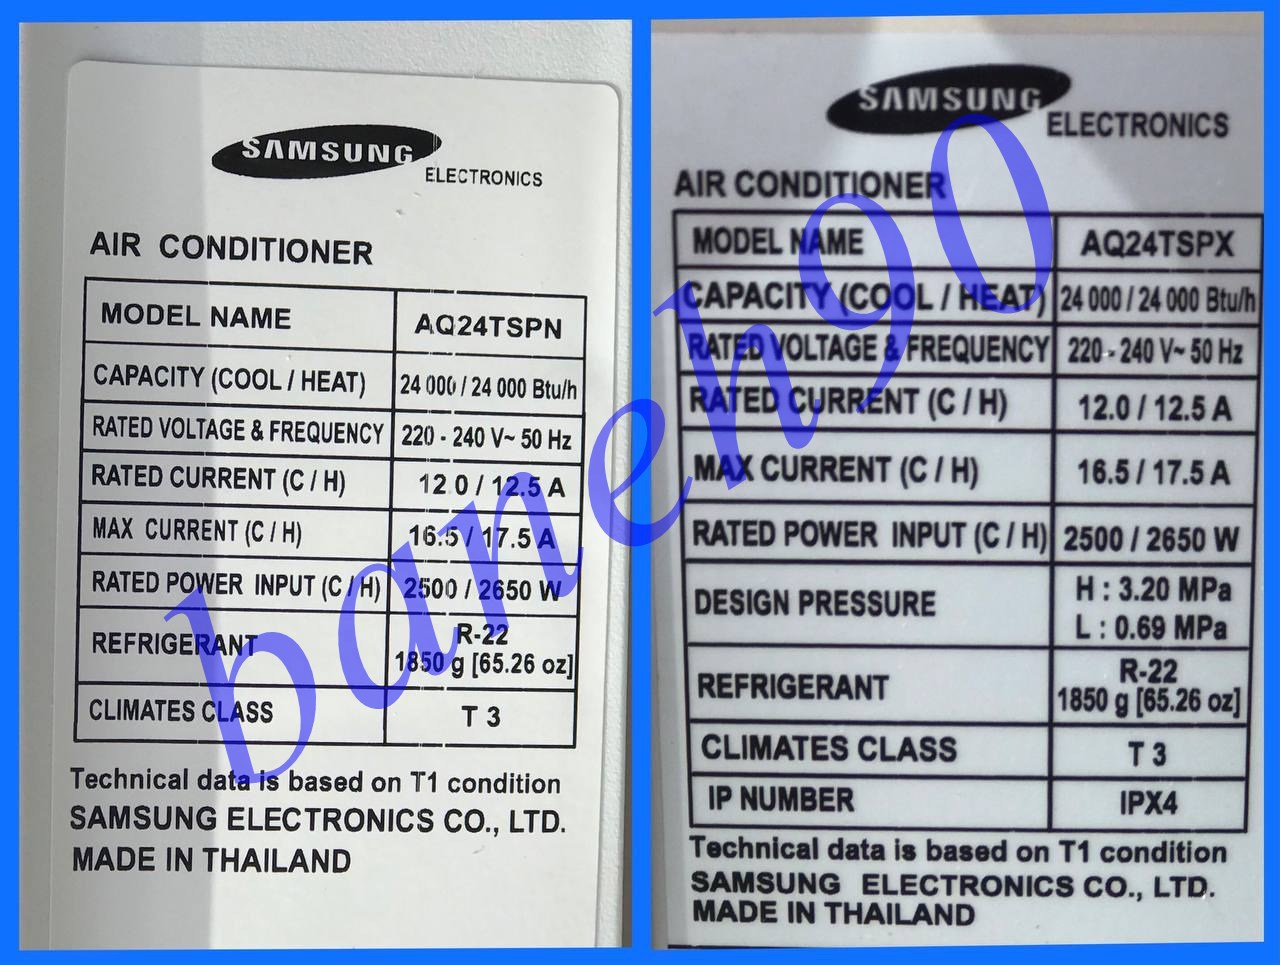 SAMSUNG ELECTRONICS
AIR CONDITIONER
MODEL NAME AQ24TSPN
CAPACITY (COOL / HEAT) 24 000 / 24 000 Btu/h
RATED VOLTAGE & FREQUENCY 220 - 240 V~ 50 Hz
RATED CURRENT (C / H) 12.0 / 12.5 A
MAX CURRENT (C / H) 16.5 / 17.5 A
RATED POWER INPUT (C / H) 2500 / 2650 W
REFRIGERANT R-22
1850 g [65.26 oz]
CLIMATES CLASS T 3
Technical data is based on T1 condition
SAMSUNG ELECTRONICS CO., LTD.
MADE IN THAILAND
SAMSUNG ELECTRONICS
AIR CONDITIONER
MODEL NAME AQ24TSPX
CAPACITY (COOL / HEAT) 24 000 / 24 000 Btu/h
RATED VOLTAGE & FREQUENCY 220 - 240 V~ 50 Hz
RATED CURRENT (C / H) 12.0 / 12.5 A
MAX CURRENT (C / H) 16.5 / 17.5 A
RATED POWER INPUT (C / H) 2500 / 2650 W
DESIGN PRESSURE H : 3.20 MPa
L : 0.69 MPa
REFRIGERANT R-22
1850 g [65.26 oz]
CLIMATES CLASS T 3
IP NUMBER IPX4
Technical data is based on T1 condition
SAMSUNG ELECTRONICS CO., LTD.
MADE IN THAILAND
baneh90